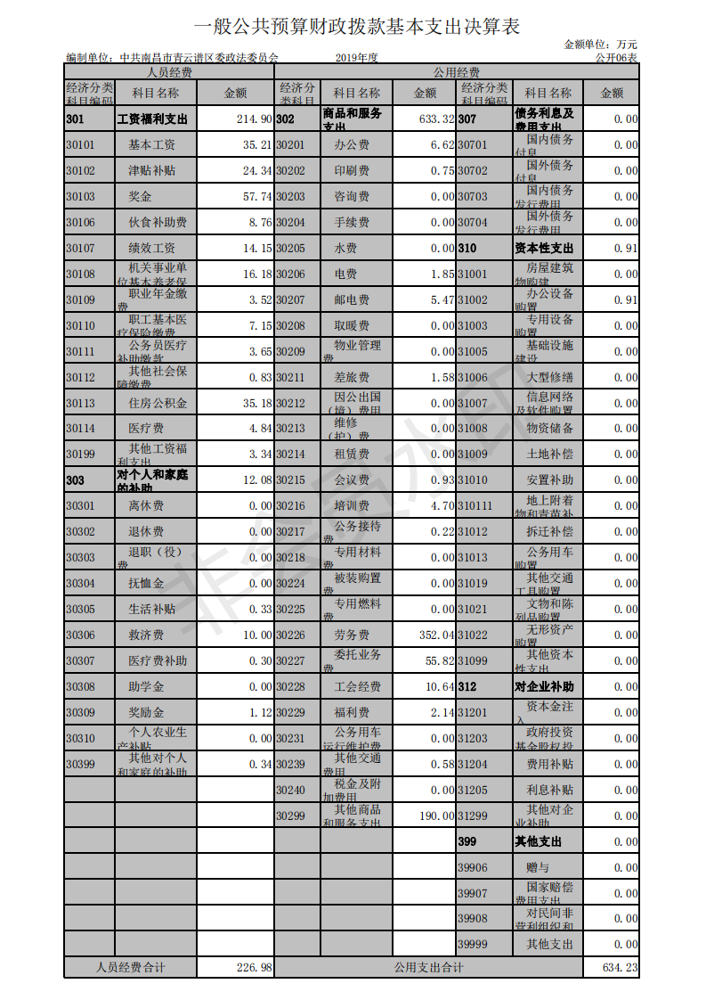 一般公共预算财政拨款基本支出决算表
金额单位：万元
编制单位：中共南昌市青云谱区委政法委员会 2019年度 公开06表
人员经费 公用经费
经济分类科目编码 科目名称 金额 经济分类科目 科目名称 金额 经济分类科目编码 科目名称 金额
301 工资福利支出 214.90 302 商品和服务支出 633.32 307 债务利息及费用支出 0.00
30101 基本工资 35.21 30201 办公费 6.62 30701 国内债务付息 0.00
30102 津贴补贴 24.34 30202 印刷费 0.75 30702 国外债务付息 0.00
30103 奖金 57.74 30203 咨询费 0.00 30703 国内债务发行费用 0.00
30106 伙食补助费 8.76 30204 手续费 0.00 30704 国外债务发行费用 0.00
30107 绩效工资 14.15 30205 水费 0.00 310 资本性支出 0.91
30108 机关事业单位基本养老保 16.18 30206 电费 1.85 31001 房屋建筑物购建 0.00
30109 职业年金缴费 3.52 30207 邮电费 5.47 31002 办公设备购置 0.91
30110 职工基本医疗保险缴费 7.15 30208 取暖费 0.00 31003 专用设备购置 0.00
30111 公务员医疗补助缴款 3.65 30209 物业管理费 0.00 31005 基础设施建设 0.00
30112 其他社会保障缴费 0.83 30211 差旅费 1.58 31006 大型修缮 0.00
30113 住房公积金 35.18 30212 因公出国（境）费用 0.00 31007 信息网络及软件购置 0.00
30114 医疗费 4.84 30213 维修（护）费 0.00 31008 物资储备 0.00
30199 其他工资福利支出 3.34 30214 租赁费 0.00 31009 土地补偿 0.00
303 对个人和家庭的补助 12.08 30215 会议费 0.93 31010 安置补助 0.00
30301 离休费 0.00 30216 培训费 4.70 310111 地上附着物和青苗补 0.00
30302 退休费 0.00 30217 公务接待费 0.22 31012 拆迁补偿 0.00
30303 退职（役）费 0.00 30218 专用材料费 0.00 31013 公务用车购置 0.00
30304 抚恤金 0.00 30224 被装购置费 0.00 31019 其他交通工具购置 0.00
30305 生活补贴 0.33 30225 专用燃料费 0.00 31021 文物和陈列品购置 0.00
30306 救济费 10.00 30226 劳务费 352.04 31022 无形资产购置 0.00
30307 医疗费补助 0.30 30227 委托业务费 55.82 31099 其他资本性支出 0.00
30308 助学金 0.00 30228 工会经费 10.64 312 对企业补助 0.00
30309 奖励金 1.12 30229 福利费 2.14 31201 资本金注入 0.00
30310 个人农业生产补贴 0.00 30231 公务用车运行维护费 0.00 31203 政府投资基金股权投 0.00
30399 其他对个人和家庭的补助 0.34 30239 其他交通费用 0.58 31204 费用补贴 0.00
30240 税金及附加费用 0.00 31205 利息补贴 0.00
30299 其他商品和服务支出 190.00 31299 其他对企业补助 0.00
399 其他支出 0.00
39906 赠与 0.00
39907 国家赔偿费用支出 0.00
39908 对民间非营利组织和 0.00
39999 其他支出 0.00
人员经费合计 226.98 公用支出合计 634.23
非会员水印